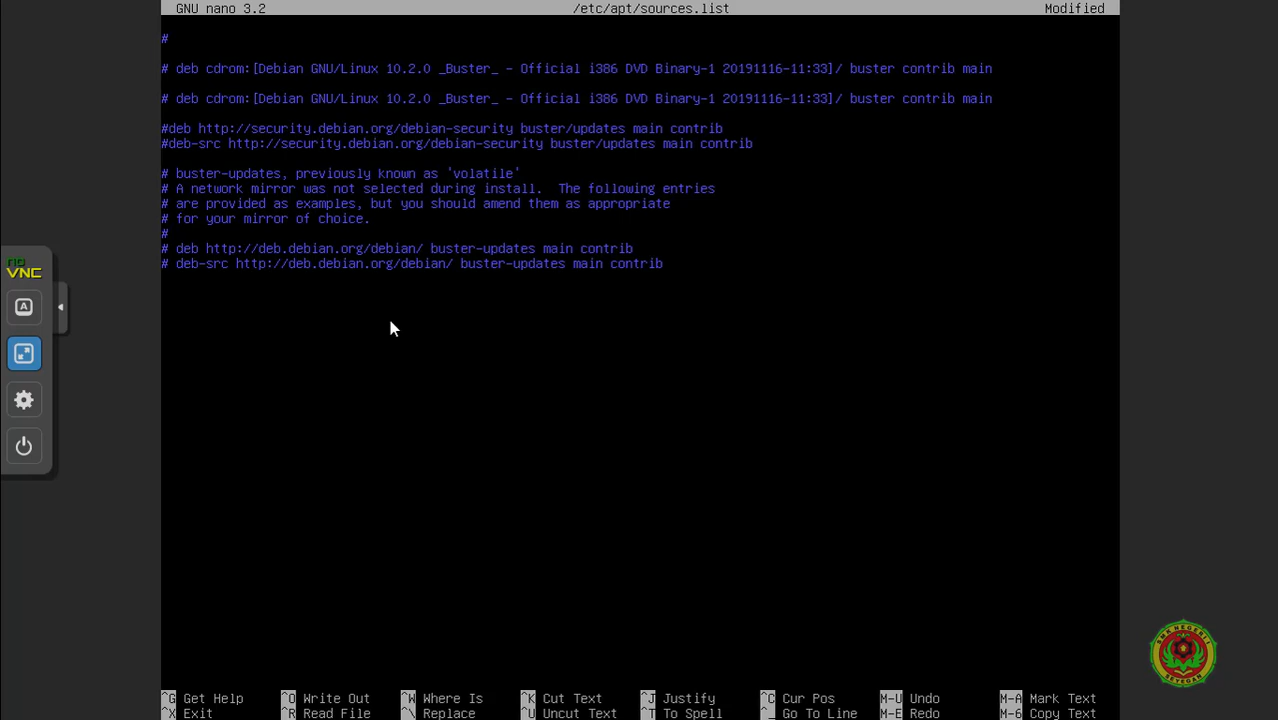 GNU nano 3.2 /etc/apt/sources.list Modified
#
# deb cdrom:[Debian GNU/Linux 10.2.0 _Buster_ - Official i386 DVD Binary-1 20191116-11:33]/ buster contrib main
# deb cdrom:[Debian GNU/Linux 10.2.0 _Buster_ - Official i386 DVD Binary-1 20191116-11:33]/ buster contrib main
#deb http://security.debian.org/debian-security buster/updates main contrib
#deb-src http://security.debian.org/debian-security buster/updates main contrib
# buster-updates, previously known as 'volatile'
# A network mirror was not selected during install.  The following entries
# are provided as examples, but you should amend them as appropriate
# for your mirror of choice.
#
# deb http://deb.debian.org/debian/ buster-updates main contrib
# deb-src http://deb.debian.org/debian/ buster-updates main contrib
no
VNC
A
SMK NEGERI 1
SEYEGAN
^G Get Help ^O Write Out ^W Where Is ^K Cut Text ^J Justify ^C Cur Pos M-U Undo M-A Mark Text
^X Exit ^R Read File ^\ Replace ^U Uncut Text ^T To Spell ^_ Go To Line M-E Redo M-6 Copy Text